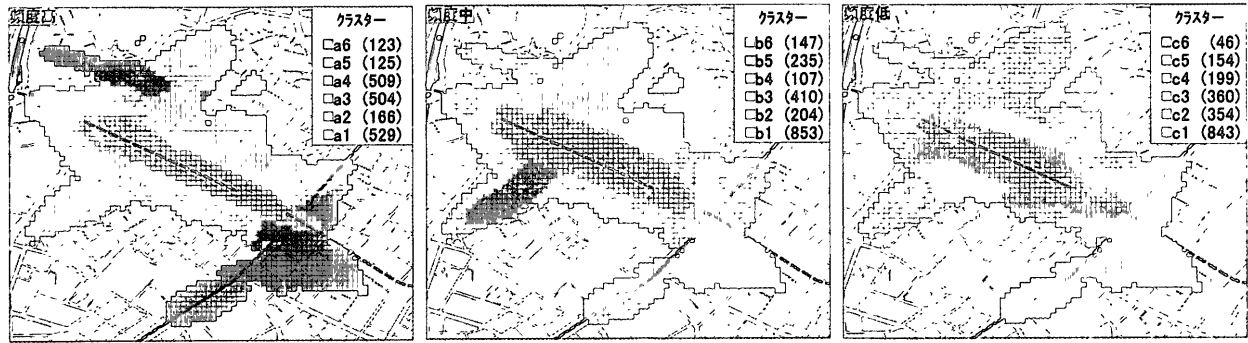 頻度高
クラスター
□a6 (123)
□a5 (125)
□a4 (509)
□a3 (504)
□a2 (166)
□a1 (529)
頻度中
クラスター
□b6 (147)
□b5 (235)
□b4 (107)
□b3 (410)
□b2 (204)
□b1 (853)
頻度低
クラスター
□c6 (46)
□c5 (154)
□c4 (199)
□c3 (360)
□c2 (354)
□c1 (843)